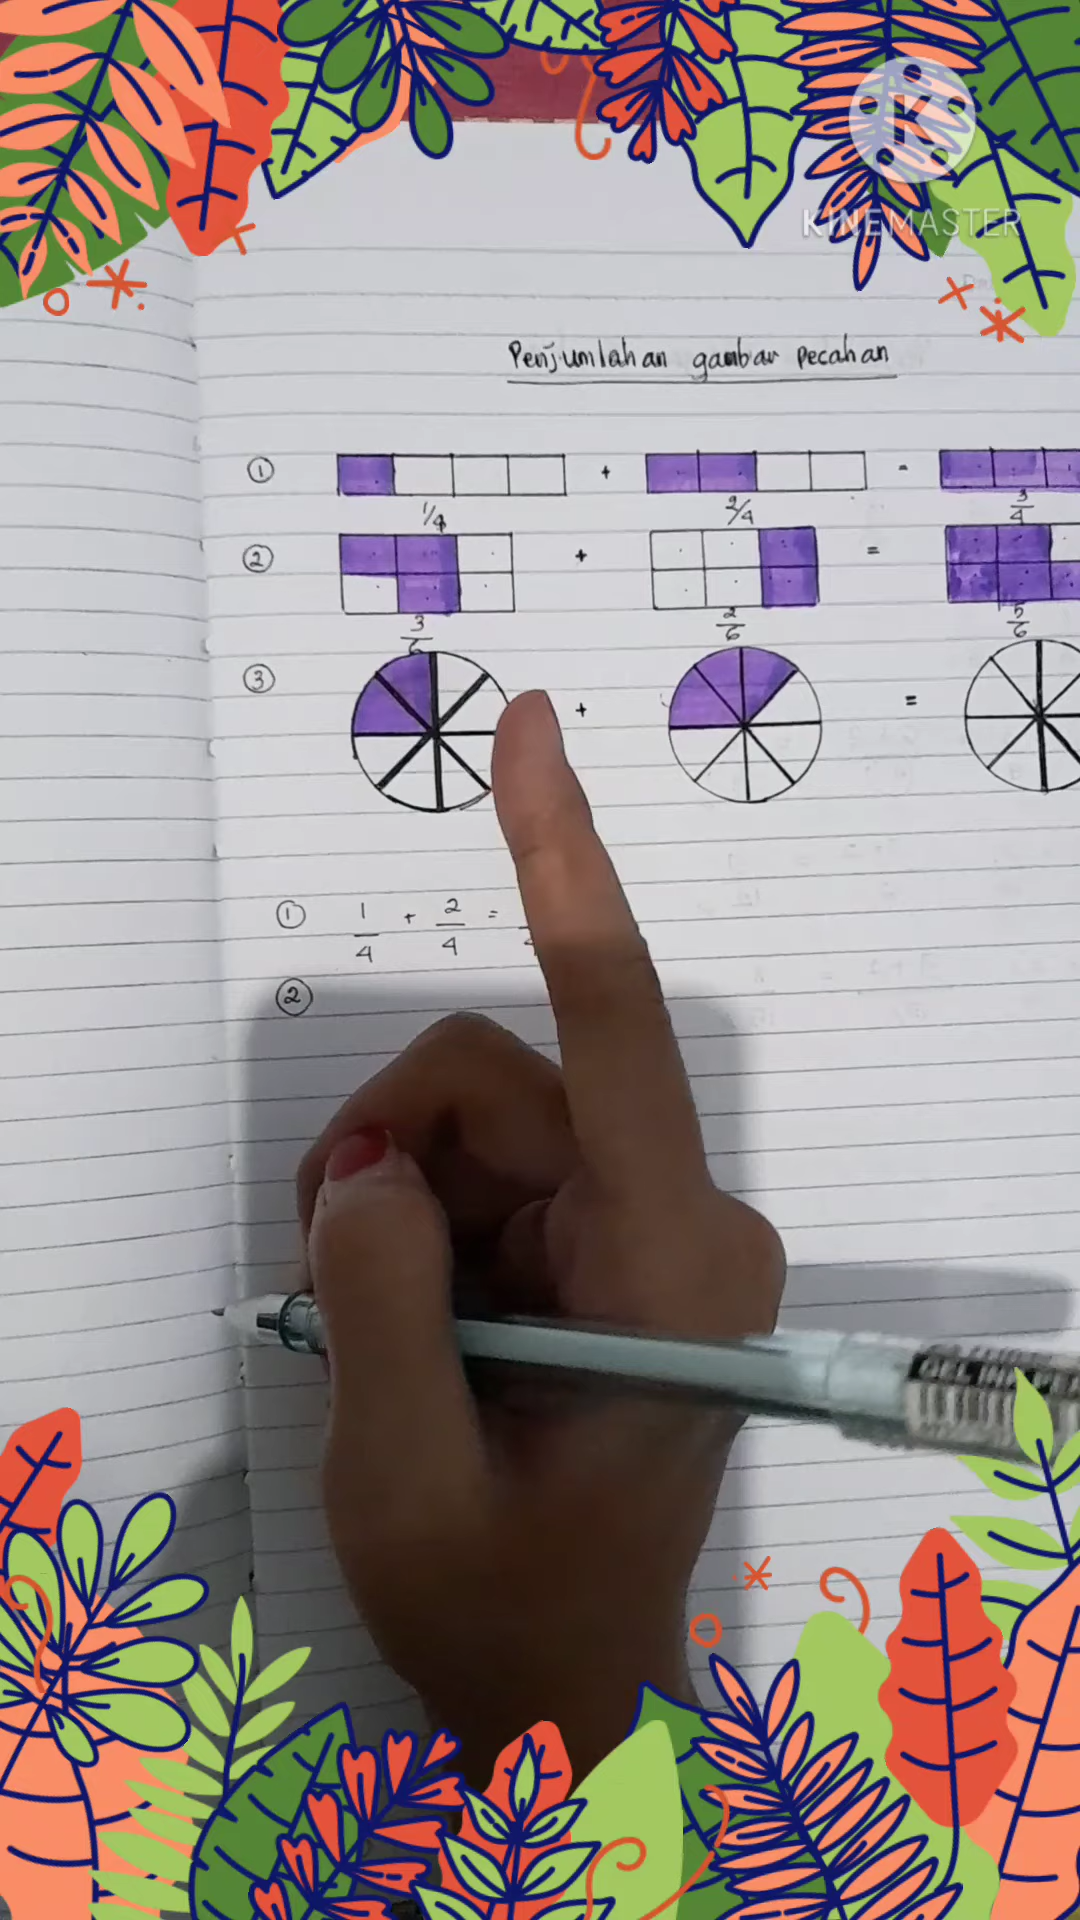 K
KINEMASTER
Penjumlahan gambar pecahan
① + =
1/4 2/4 3/4
② + =
3/6 2/6 5/6
③ + =
① 1/4 + 2/4 =
②